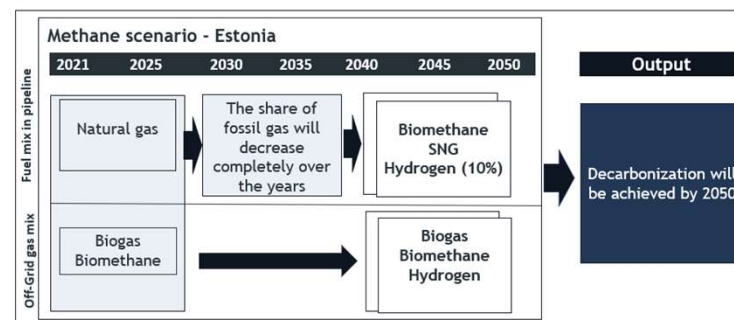 Methane scenario - Estonia
2021 2025 2030 2035 2040 2045 2050
Output
Fuel mix in pipeline
Natural gas
The share of
fossil gas will
decrease
completely over
the years
Biomethane
SNG
Hydrogen (10%)
Decarbonization will
be achieved by 2050
Off-Grid gas mix
Biogas
Biomethane
Biogas
Biomethane
Hydrogen